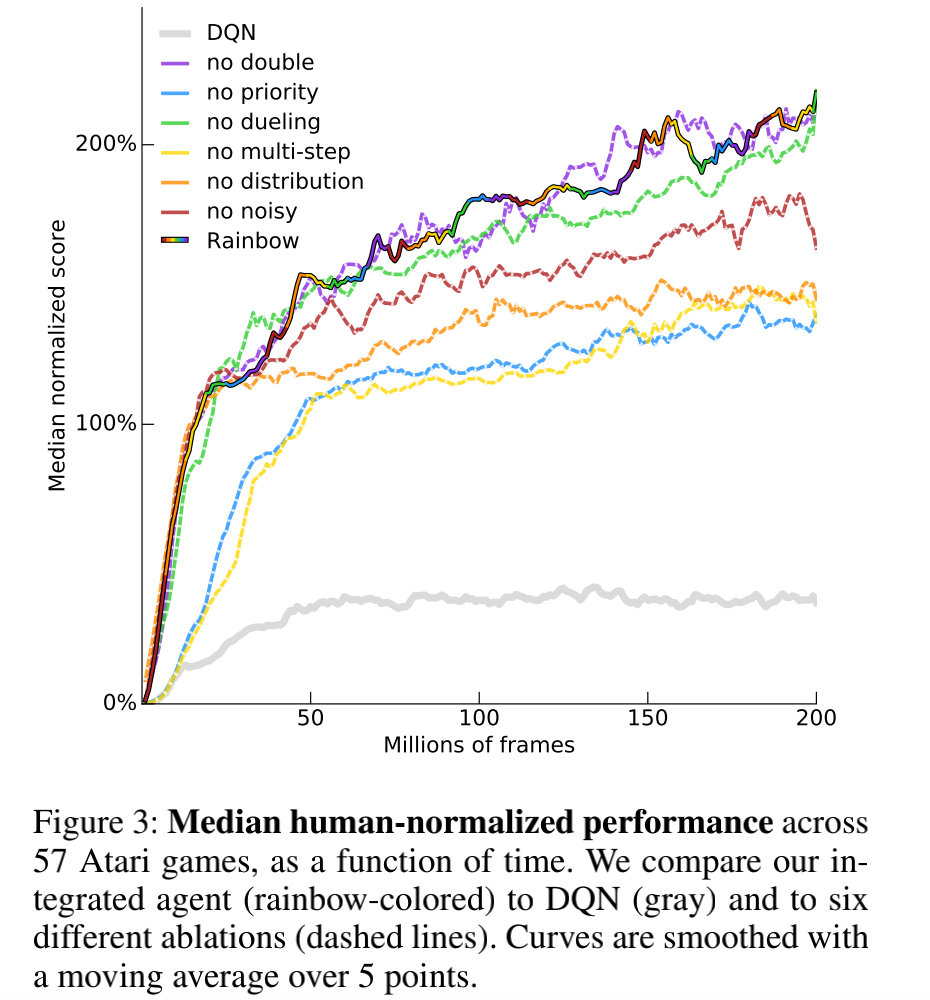 DQN
no double
no priority
no dueling
no multi-step
no distribution
no noisy
Rainbow
200%
100%
0%
Median normalized score
50
100
150
200
Millions of frames
Figure 3: Median human-normalized performance across
57 Atari games, as a function of time. We compare our in-
tegrated agent (rainbow-colored) to DQN (gray) and to six
different ablations (dashed lines). Curves are smoothed with
a moving average over 5 points.